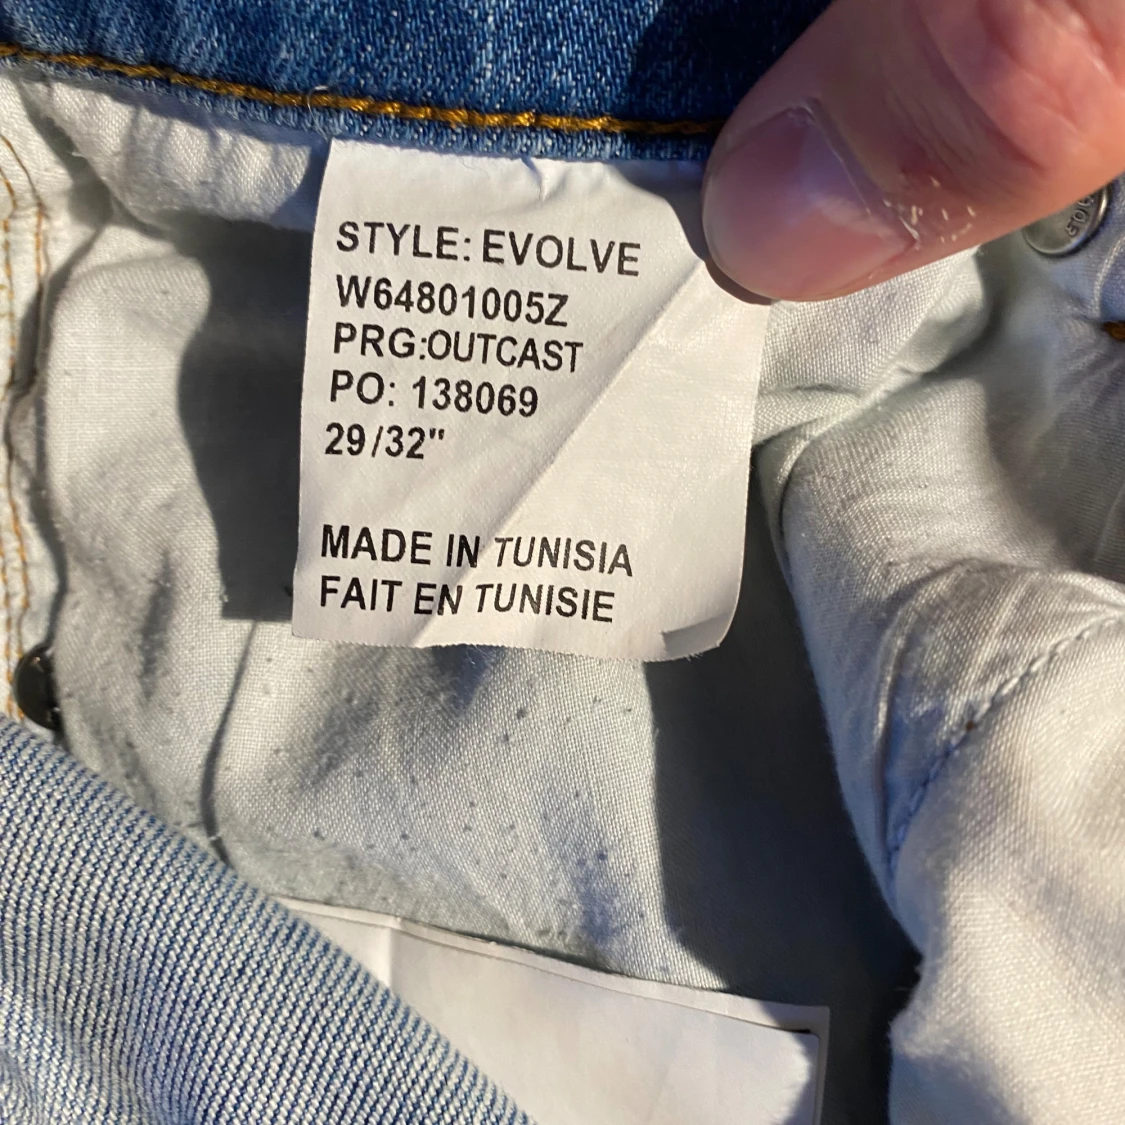 STYLE: EVOLVE
W64801005Z
PRG:OUTCAST
PO: 138069
29/32"
MADE IN TUNISIA
FAIT EN TUNISIE